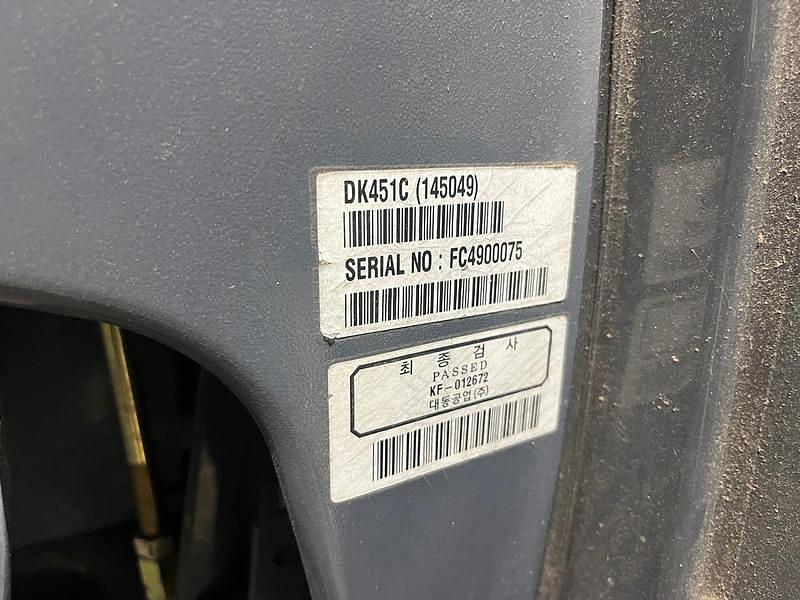 DK451C (145049)
SERIAL NO : FC4900075
최 종 검 사
PASSED
KF-012672
대동공업(주)